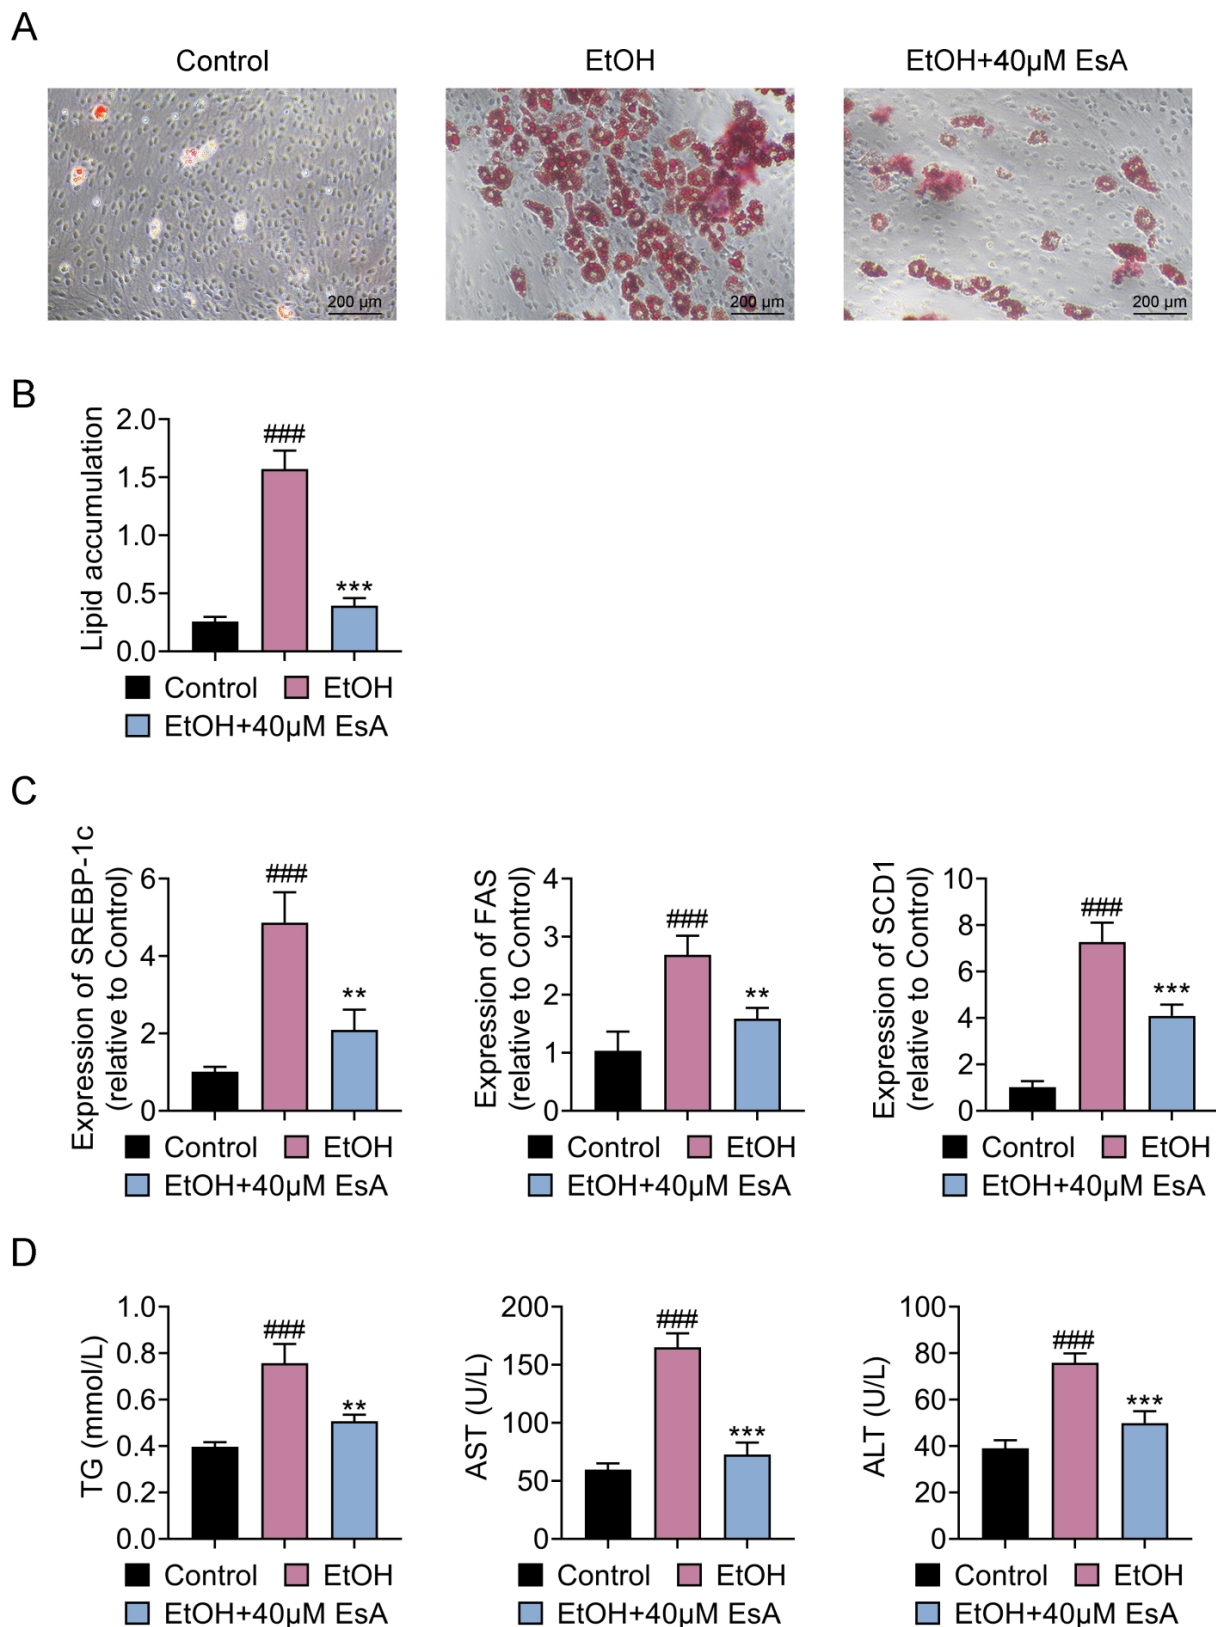 A
Control
EtOH
EtOH+40μM EsA
200 μm
200 μm
200 μm
B
Lipid accumulation
2.0
1.5
1.0
0.5
0.0
###
***
Control
EtOH
EtOH+40μM EsA
C
Expression of SREBP-1c
(relative to Control)
6
4
2
0
###
**
Control
EtOH
EtOH+40μM EsA
Expression of FAS
(relative to Control)
4
3
2
1
0
###
**
Control
EtOH
EtOH+40μM EsA
Expression of SCD1
(relative to Control)
10
8
6
4
2
0
###
***
Control
EtOH
EtOH+40μM EsA
D
TG (mmol/L)
1.0
0.8
0.6
0.4
0.2
0.0
###
**
Control
EtOH
EtOH+40μM EsA
AST (U/L)
200
150
100
50
0
###
***
Control
EtOH
EtOH+40μM EsA
ALT (U/L)
100
80
60
40
20
0
###
***
Control
EtOH
EtOH+40μM EsA